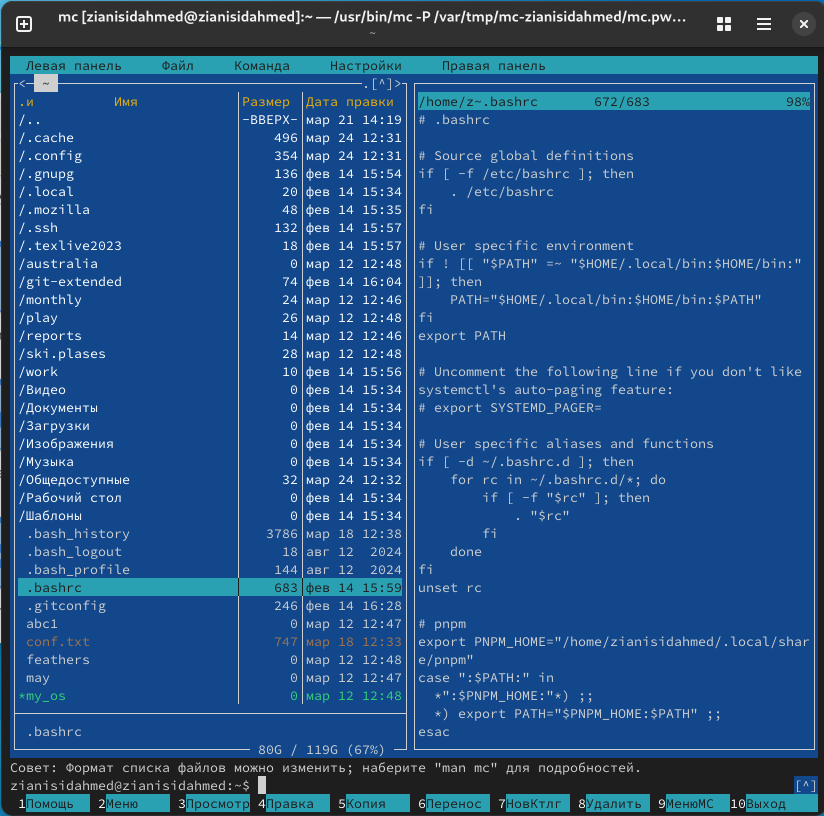 mc [zianisidahmed@zianisidahmed]:~ — /usr/bin/mc -P /var/tmp/mc-zianisidahmed/mc.pw…
~
Левая панель Файл Команда Настройки Правая панель
<─ ~ .[^]>
.и Имя Размер Дата правки
/.. -ВВЕРХ- мар 21 14:19
/.cache 496 мар 24 12:31
/.config 354 мар 24 12:31
/.gnupg 136 фев 14 15:54
/.local 20 фев 14 15:34
/.mozilla 48 фев 14 15:35
/.ssh 132 фев 14 15:57
/.texlive2023 18 фев 14 15:57
/australia 0 мар 12 12:48
/git-extended 74 фев 14 16:04
/monthly 24 мар 12 12:46
/play 26 мар 12 12:48
/reports 14 мар 12 12:46
/ski.plases 28 мар 12 12:48
/work 10 фев 14 15:56
/Видео 0 фев 14 15:34
/Документы 0 фев 14 15:34
/Загрузки 0 фев 14 15:34
/Изображения 0 фев 14 15:34
/Музыка 0 фев 14 15:34
/Общедоступные 32 мар 24 12:32
/Рабочий стол 0 фев 14 15:34
/Шаблоны 0 фев 14 15:34
.bash_history 3786 мар 18 12:38
.bash_logout 18 авг 12 2024
.bash_profile 144 авг 12 2024
.bashrc 683 фев 14 15:59
.gitconfig 246 фев 14 16:28
abc1 0 мар 12 12:47
conf.txt 747 мар 18 12:33
feathers 0 мар 12 12:48
may 0 мар 12 12:47
*my_os 0 мар 12 12:48
.bashrc
80G / 119G (67%)
/home/z~.bashrc 672/683 98%
# .bashrc
# Source global definitions
if [ -f /etc/bashrc ]; then
. /etc/bashrc
fi
# User specific environment
if ! [[ "$PATH" =~ "$HOME/.local/bin:$HOME/bin:"
]]; then
PATH="$HOME/.local/bin:$HOME/bin:$PATH"
fi
export PATH
# Uncomment the following line if you don't like
systemctl's auto-paging feature:
# export SYSTEMD_PAGER=
# User specific aliases and functions
if [ -d ~/.bashrc.d ]; then
for rc in ~/.bashrc.d/*; do
if [ -f "$rc" ]; then
. "$rc"
fi
done
fi
unset rc
# pnpm
export PNPM_HOME="/home/zianisidahmed/.local/shar
e/pnpm"
case ":$PATH:" in
*":$PNPM_HOME:"*) ;;
*) export PATH="$PNPM_HOME:$PATH" ;;
esac
Совет: Формат списка файлов можно изменить; наберите "man mc" для подробностей.
zianisidahmed@zianisidahmed:~$ [^]
1Помощь 2Меню 3Просмотр 4Правка 5Копия 6Перенос 7НовКтлг 8Удалить 9МенюMC 10Выход